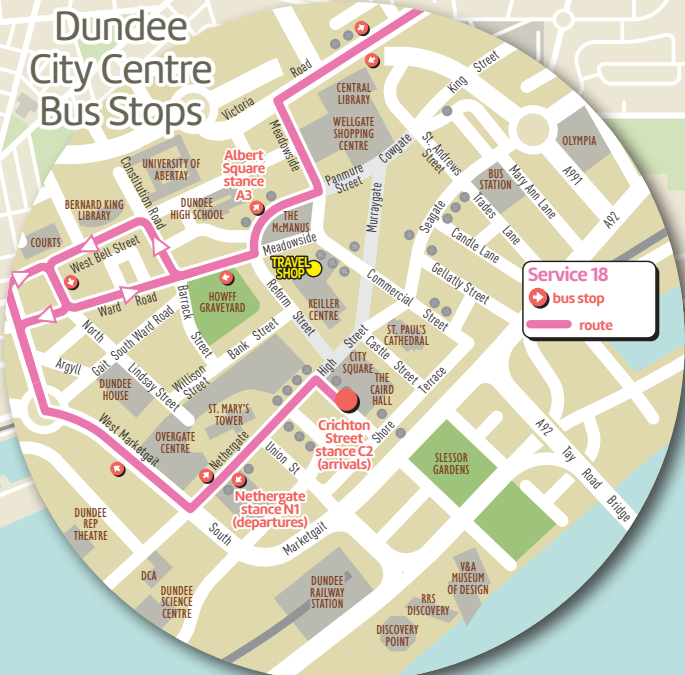 Dundee
City Centre
Bus Stops
Victoria
Road
CENTRAL
LIBRARY
WELLGATE
SHOPPING
CENTRE
King Street
Meadowside
Cowgate
St. Andrews
Street
OLYMPIA
A991
A92
BUS
STATION
Mary Ann Lane
Trades Lane
UNIVERSITY OF
ABERTAY
Albert
Square
stance
A3
Panmure
Street
Murraygate
Seagate
Candle Lane
Constitution Road
DUNDEE
HIGH SCHOOL
BERNARD KING
LIBRARY
THE
McMANUS
COURTS
West Bell Street
Meadowside
TRAVEL
SHOP
Gellatly Street
Commercial Street
Service 18
bus stop
route
Ward Road
Barrack Street
HOWFF
GRAVEYARD
Reform Street
KEILLER
CENTRE
North
South Ward Road
Bank Street
ST. PAUL'S
CATHEDRAL
Argyll Gait
Lindsay Street
Willison
Street
High Street
CITY
SQUARE
Castle Street
Terrace
DUNDEE
HOUSE
THE
CAIRD
HALL
ST. MARY'S
TOWER
West Marketgait
OVERGATE
CENTRE
Nethergate
Crichton
Street
stance C2
(arrivals)
Shore
Union St
SLESSOR
GARDENS
A92
Tay Road Bridge
Nethergate
stance N1
(departures)
DUNDEE
REP
THEATRE
South
Marketgait
DCA
DUNDEE
SCIENCE
CENTRE
DUNDEE
RAILWAY
STATION
V&A
MUSEUM
OF DESIGN
RRS
DISCOVERY
DISCOVERY
POINT